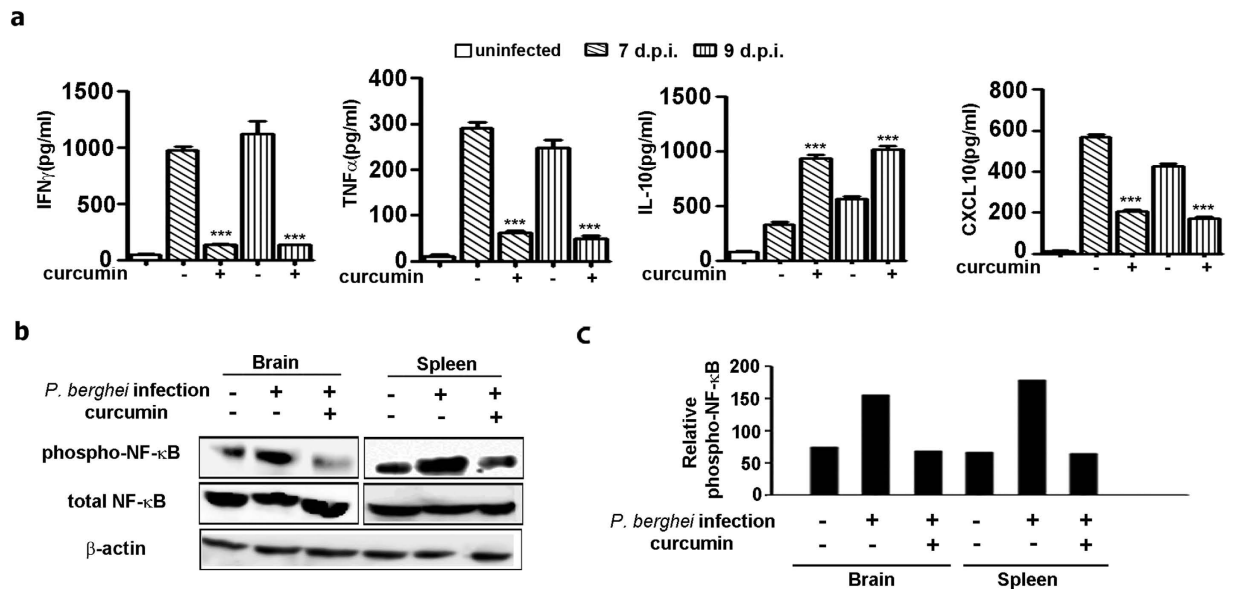 a
uninfected 7 d.p.i. 9 d.p.i.
IFNγ(pg/ml)
1500
1000
500
0
*** ***
curcumin - + - +
TNFα(pg/ml)
400
300
200
100
0
*** ***
- + - +
IL-10(pg/ml)
1500
1000
500
0
*** ***
curcumin + - +
CXCL10(pg/ml)
800
600
400
200
0
*** ***
curcumin - + - +
b
Brain Spleen
P. berghei infection - + + - + +
curcumin - - + - - +
phospho-NF-κB
total NF-κB
β-actin
c
Relative
phospho-NF-κB
200
150
100
50
0
P. berghei infection - + + - + +
curcumin - - + - - +
Brain Spleen